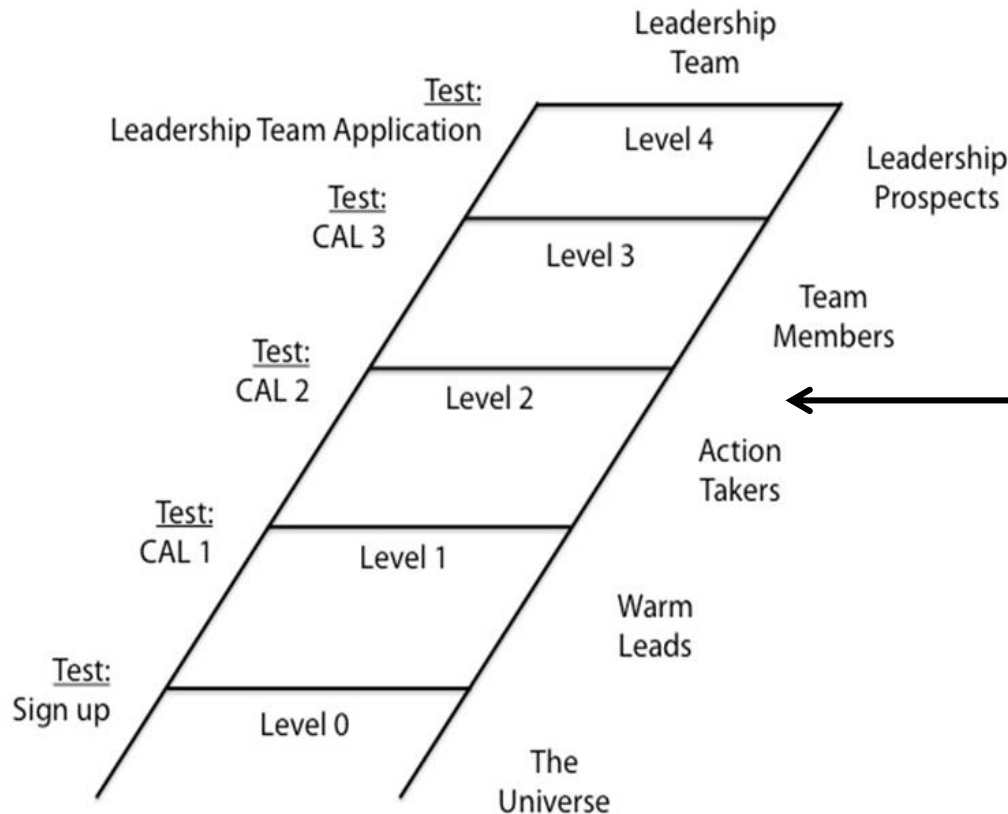 Leadership
Team
Test:
Leadership Team Application
Level 4
Leadership
Prospects
Test:
CAL 3
Level 3
Team
Members
Test:
CAL 2
Level 2
Action
Takers
Test:
CAL 1
Level 1
Warm
Leads
Test:
Sign up
Level 0
The
Universe